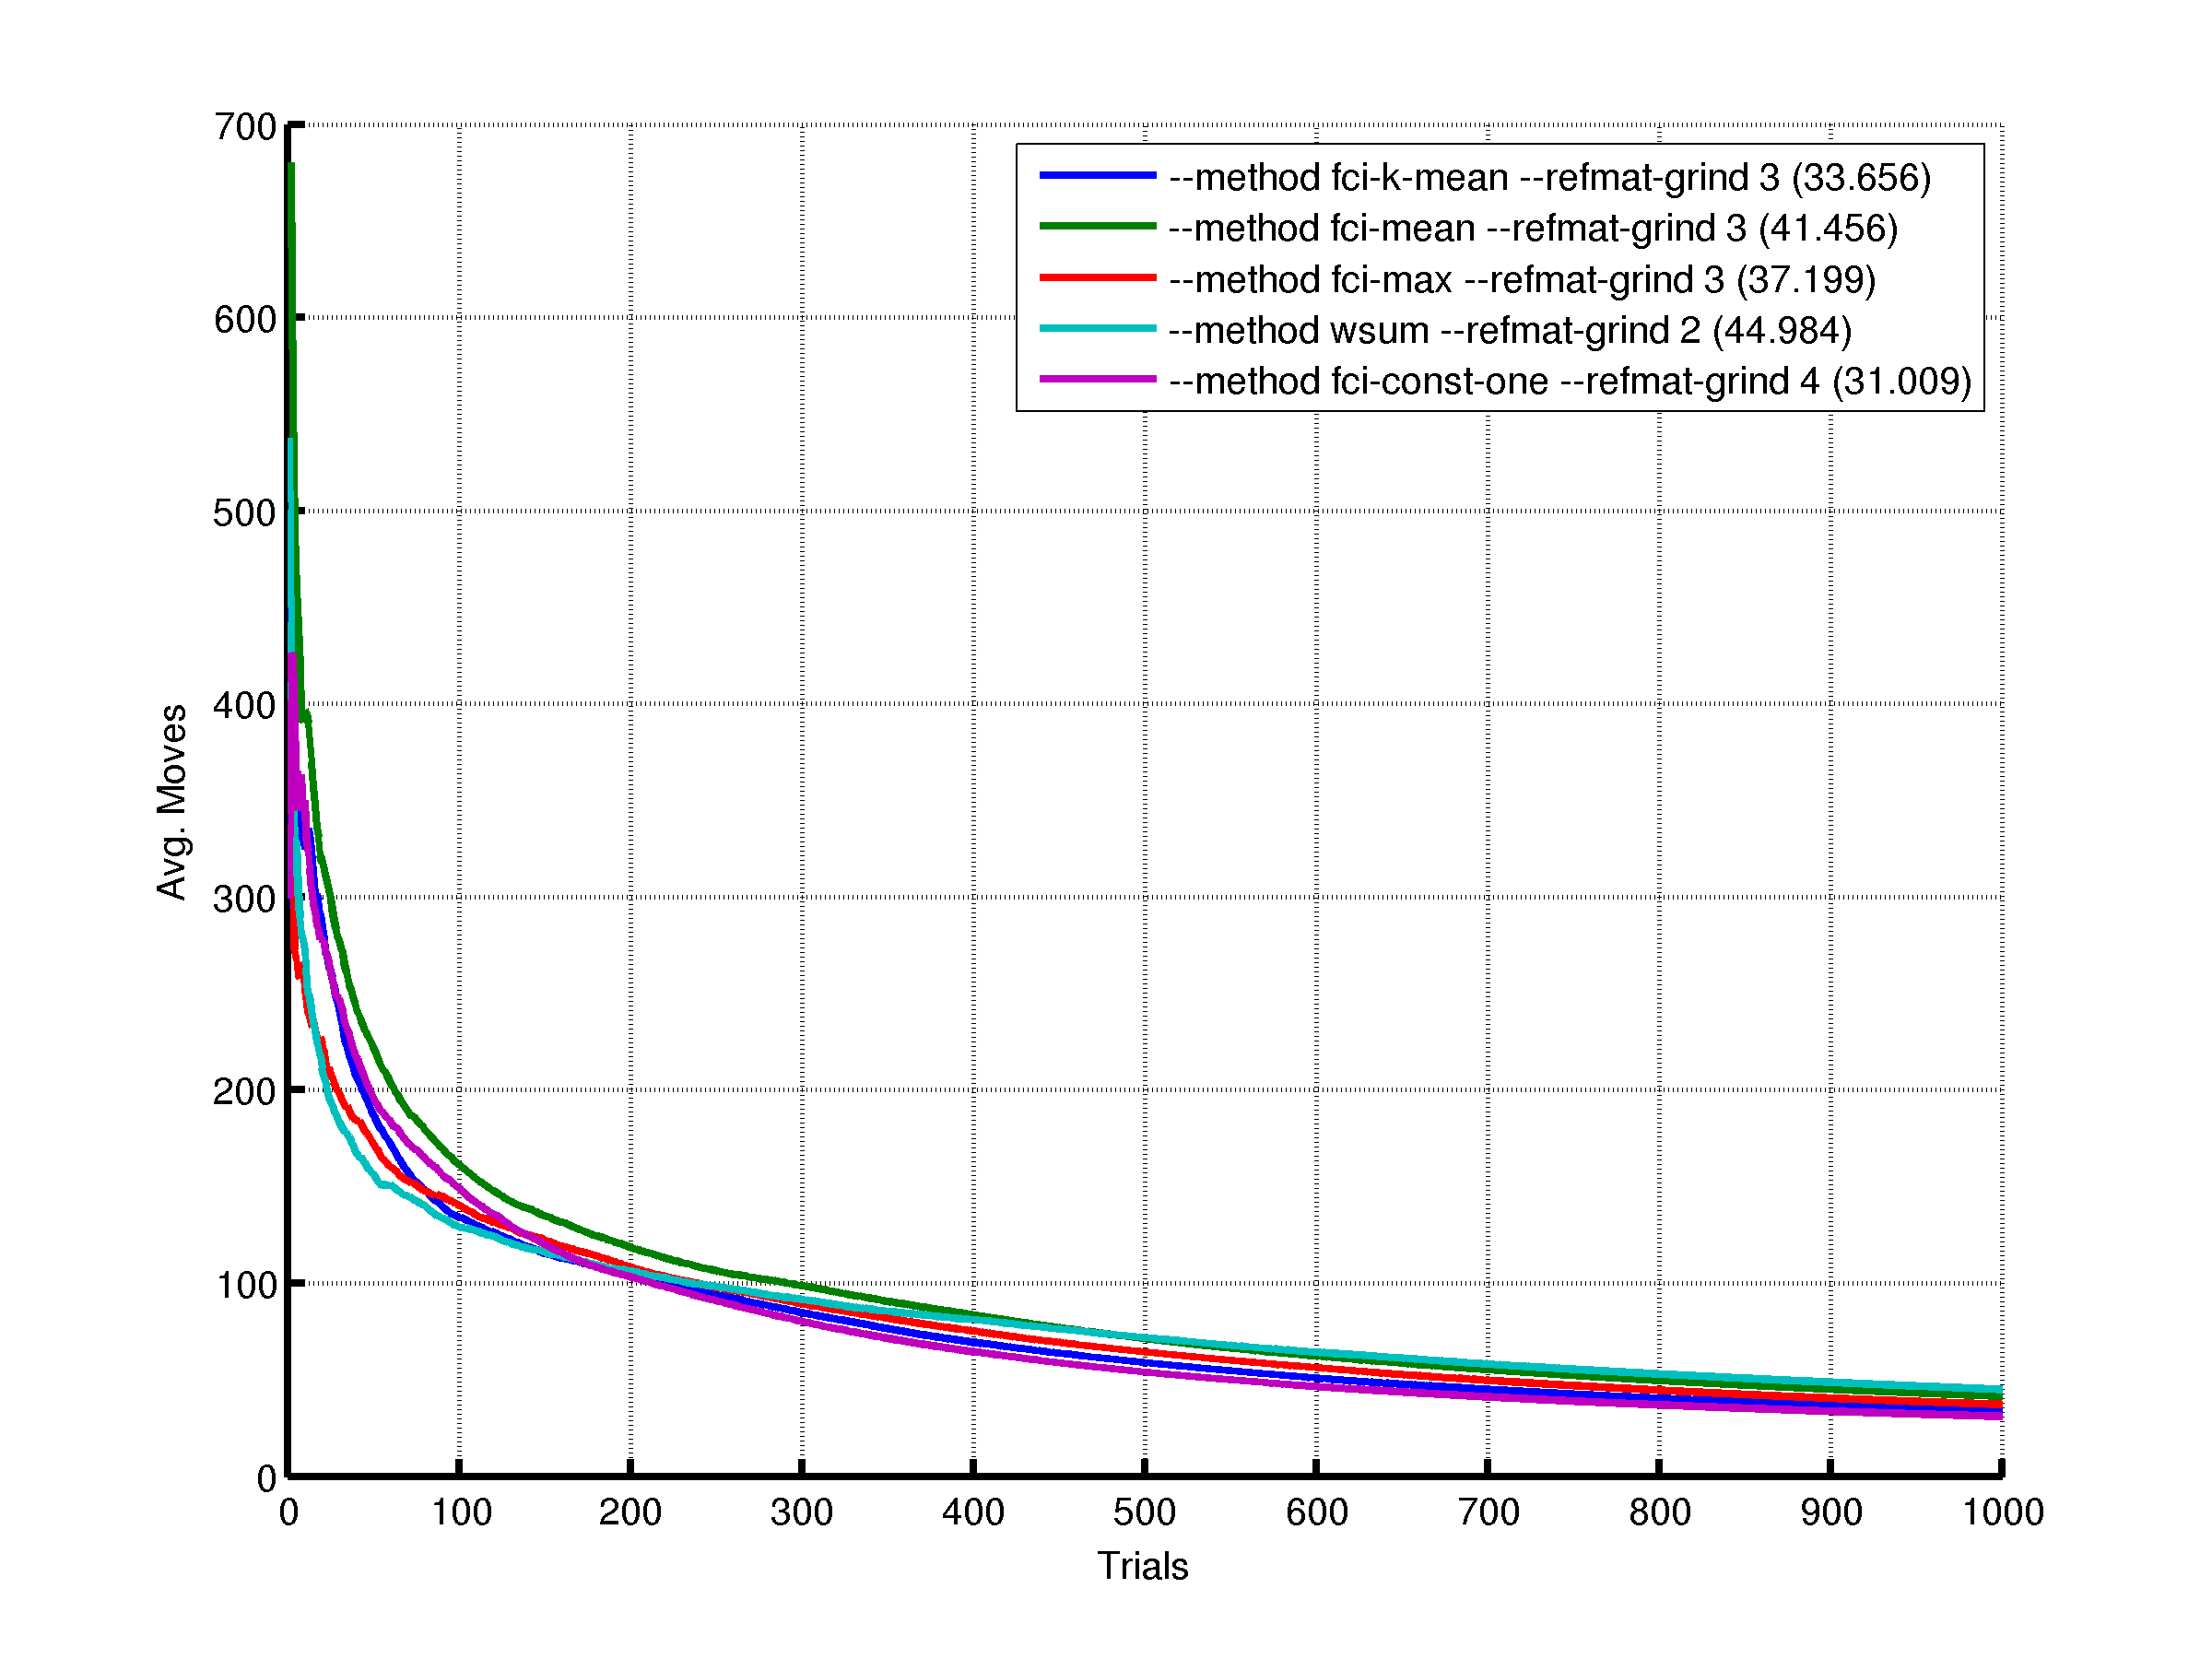 700
600
500
400
300
200
100
0
Avg. Moves
--method fci-k-mean --refmat-grind 3 (33.656)
--method fci-mean --refmat-grind 3 (41.456)
--method fci-max --refmat-grind 3 (37.199)
--method wsum --refmat-grind 2 (44.984)
--method fci-const-one --refmat-grind 4 (31.009)
0 100 200 300 400 500 600 700 800 900 1000
Trials